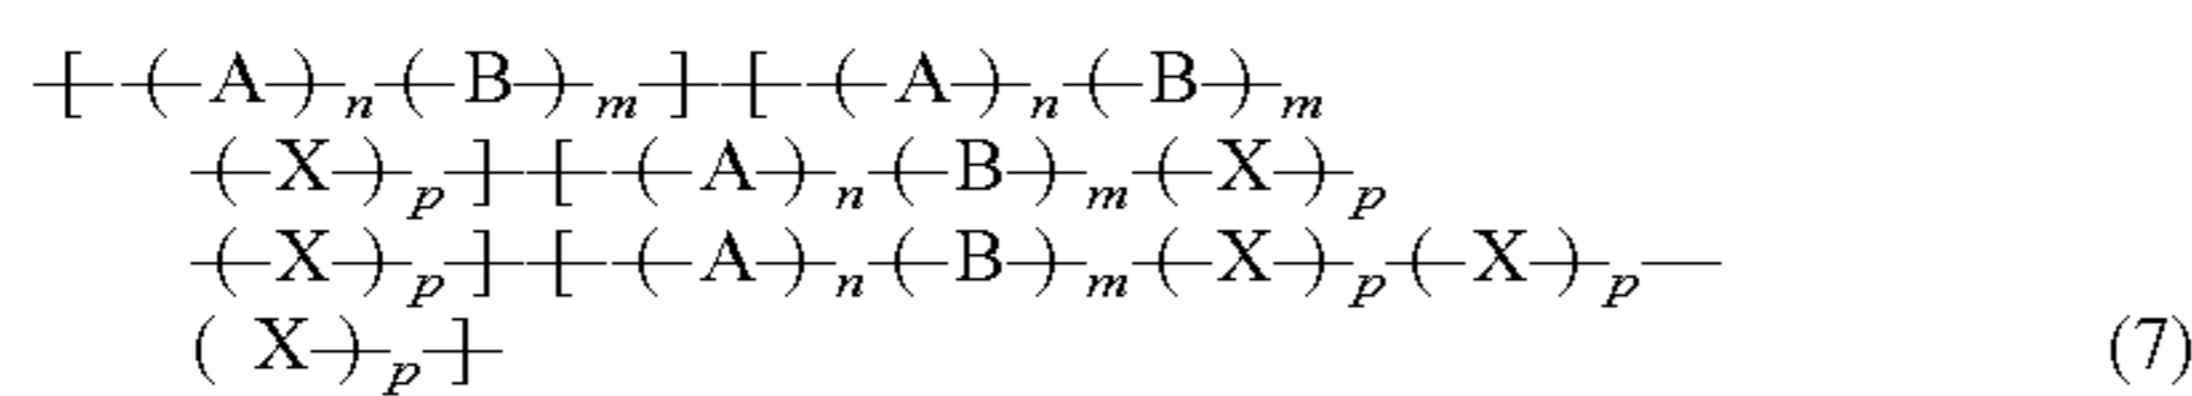 —[—(—A—)—n—(—B—)—m—]—[—(—A—)—n—(—B—)—m
—(—X—)—p—]—[—(—A—)—n—(—B—)—m—(—X—)—p
—(—X—)—p—]—[—(—A—)—n—(—B—)—m—(—X—)—p—(—X—)—p—
( X—)—p—]— (7)